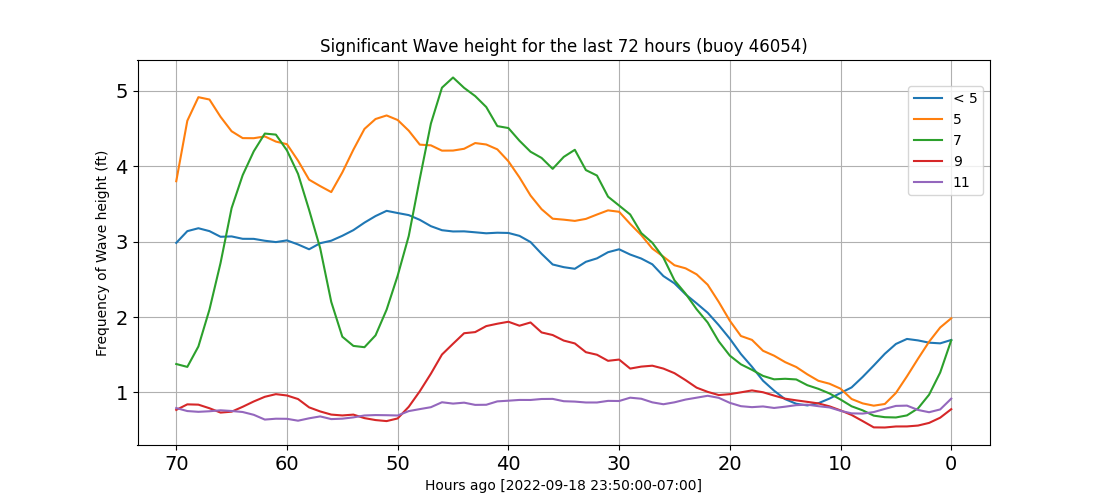 Significant Wave height for the last 72 hours (buoy 46054)
Frequency of Wave height (ft)
5
4
3
2
1
< 5
5
7
9
11
70 60 50 40 30 20 10 0
Hours ago [2022-09-18 23:50:00-07:00]